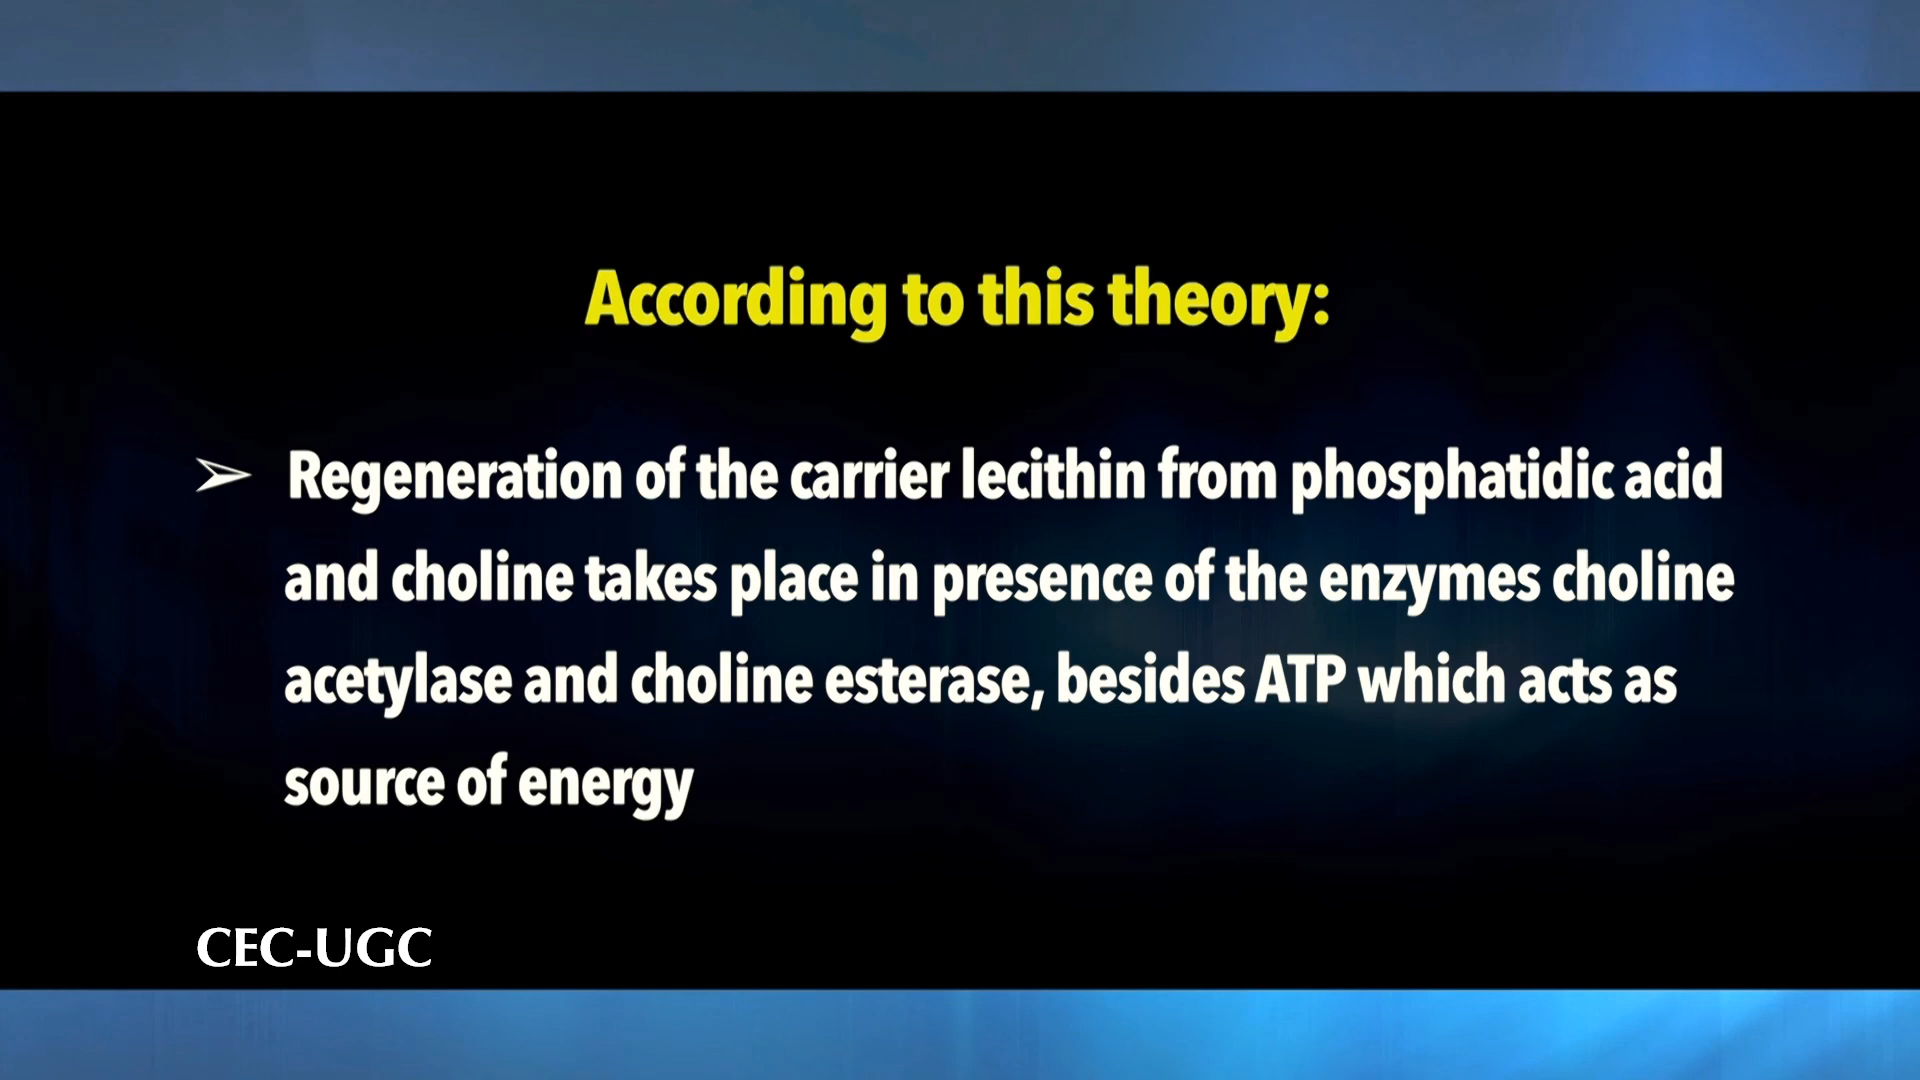 According to this theory:
➢ Regeneration of the carrier lecithin from phosphatidic acid
and choline takes place in presence of the enzymes choline
acetylase and choline esterase, besides ATP which acts as
source of energy
CEC-UGC